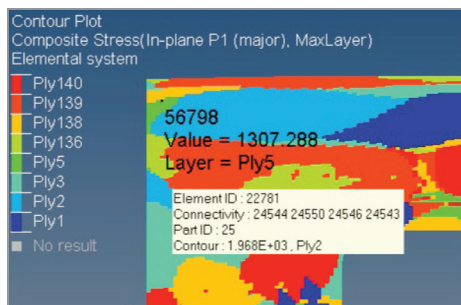 Contour Plot
Composite Stress(In-plane P1 (major), MaxLayer)
Elemental system
Ply140
Ply139
Ply138
Ply136
Ply5
Ply3
Ply2
Ply1
No result
56798
Value = 1307.288
Layer = Ply5
Element ID : 22781
Connectivity : 24544 24550 24546 24543
Part ID : 25
Contour : 1.968E+03 , Ply2